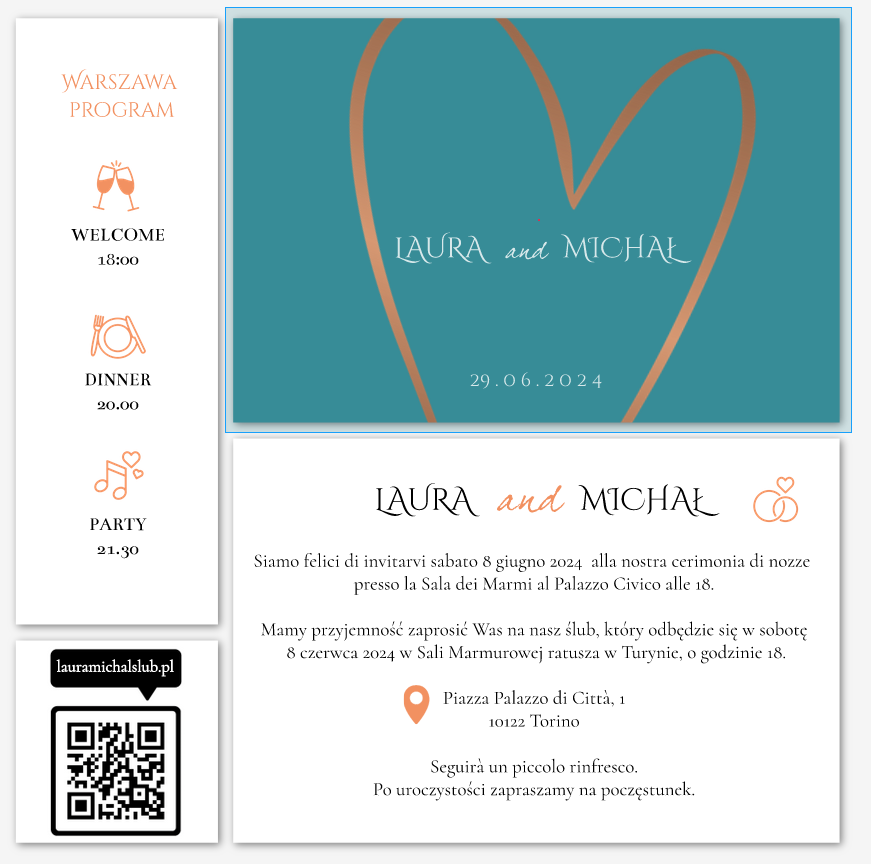 WARSZAWA
PROGRAM
WELCOME
18:00
DINNER
20.00
PARTY
21.30
lauramichalslub.pl
LAURA and MICHAŁ
29.06.2024
LAURA and MICHAŁ
Siamo felici di invitarvi sabato 8 giugno 2024 alla nostra cerimonia di nozze
presso la Sala dei Marmi al Palazzo Civico alle 18.
Mamy przyjemność zaprosić Was na nasz ślub, który odbędzie się w sobotę
8 czerwca 2024 w Sali Marmurowej ratusza w Turynie, o godzinie 18.
Piazza Palazzo di Città, 1
10122 Torino
Seguirà un piccolo rinfresco.
Po uroczystości zapraszamy na poczęstunek.